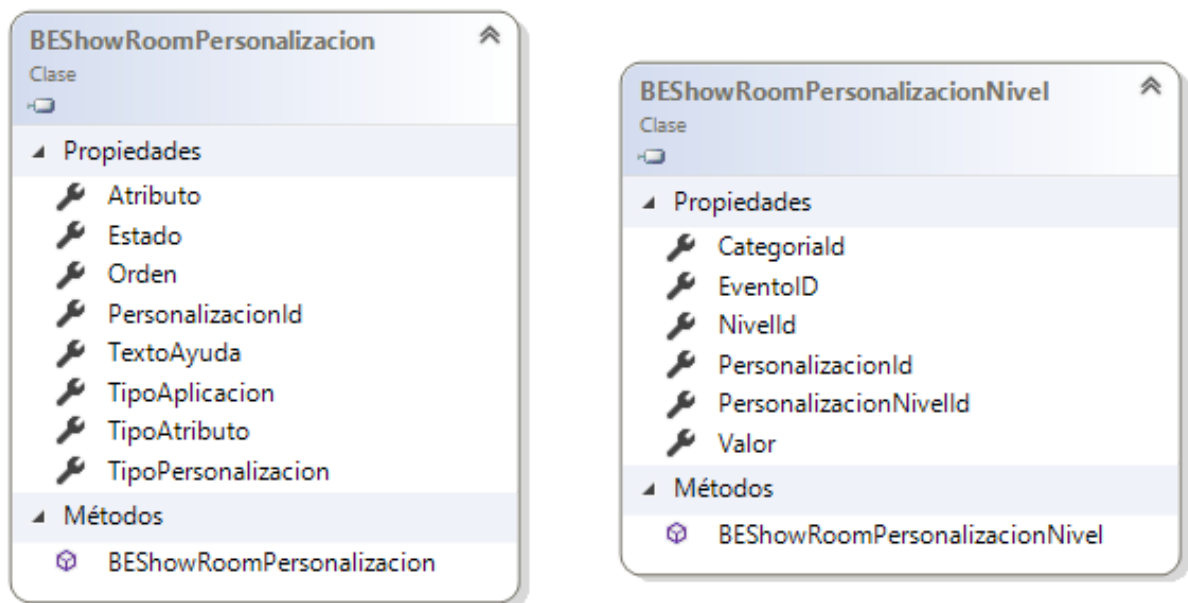 BEShowRoomPersonalizacion
Clase
Propiedades
Atributo
Estado
Orden
PersonalizacionId
TextoAyuda
TipoAplicacion
TipoAtributo
TipoPersonalizacion
Métodos
BEShowRoomPersonalizacion
BEShowRoomPersonalizacionNivel
Clase
Propiedades
CategoriaId
EventoID
NivelId
PersonalizacionId
PersonalizacionNivelId
Valor
Métodos
BEShowRoomPersonalizacionNivel